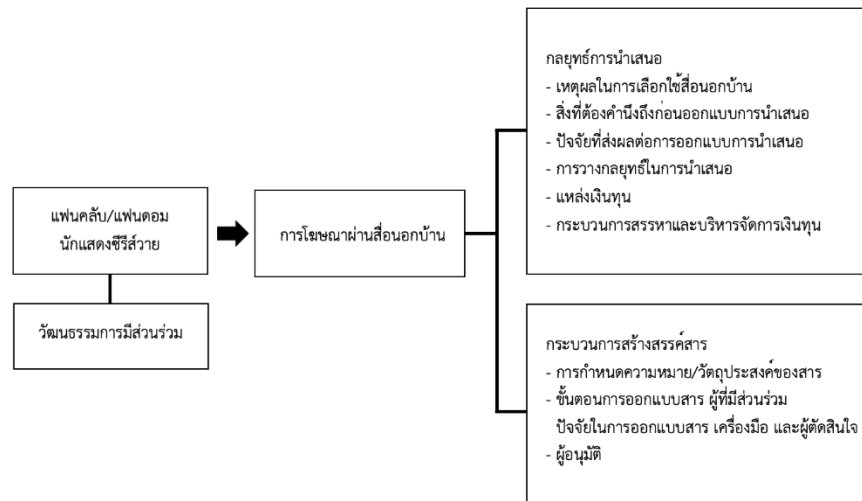 แฟนคลับ/แฟนดอม
นักแสดงซีรีส์วาย
วัฒนธรรมการมีส่วนร่วม
การโฆษณาผ่านสื่อนอกบ้าน
กลยุทธ์การนำเสนอ
- เหตุผลในการเลือกใช้สื่อนอกบ้าน
- สิ่งที่ต้องคำนึงถึงก่อนออกแบบการนำเสนอ
- ปัจจัยที่ส่งผลต่อการออกแบบการนำเสนอ
- การวางกลยุทธ์ในการนำเสนอ
- แหล่งเงินทุน
- กระบวนการสรรหาและบริหารจัดการเงินทุน
กระบวนการสร้างสรรค์สาร
- การกำหนดความหมาย/วัตถุประสงค์ของสาร
- ขั้นตอนการออกแบบสาร ผู้ที่มีส่วนร่วม
ปัจจัยในการออกแบบสาร เครื่องมือ และผู้ตัดสินใจ
- ผู้อนุมัติ